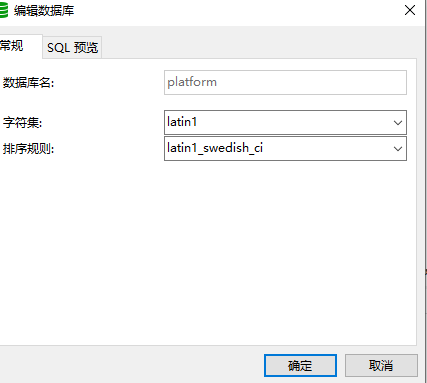 编辑数据库
常规
SQL 预览
数据库名:
platform
字符集:
latin1
排序规则:
latin1_swedish_ci
确定
取消